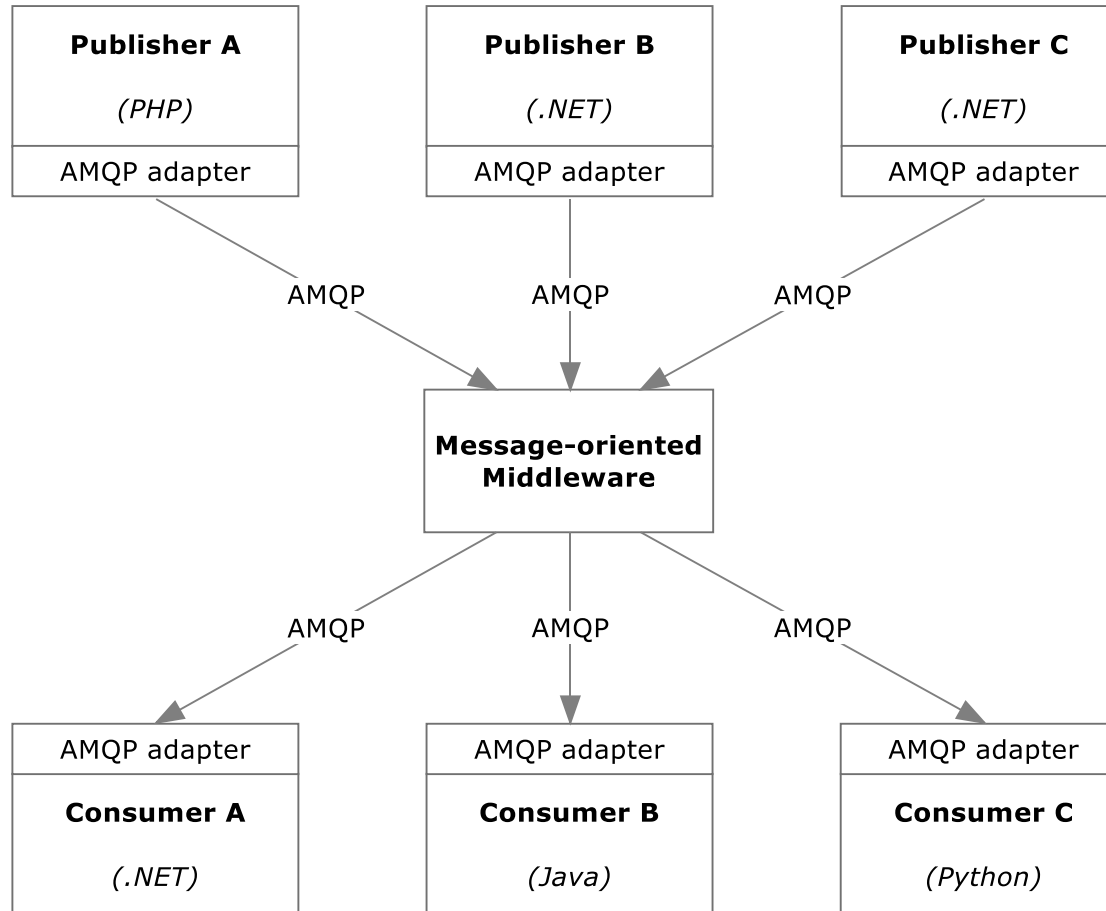 Publisher A
(PHP)
AMQP adapter
Publisher B
(.NET)
AMQP adapter
Publisher C
(.NET)
AMQP adapter
AMQP
AMQP
AMQP
Message-oriented
Middleware
AMQP
AMQP
AMQP
AMQP adapter
Consumer A
(.NET)
AMQP adapter
Consumer B
(Java)
AMQP adapter
Consumer C
(Python)